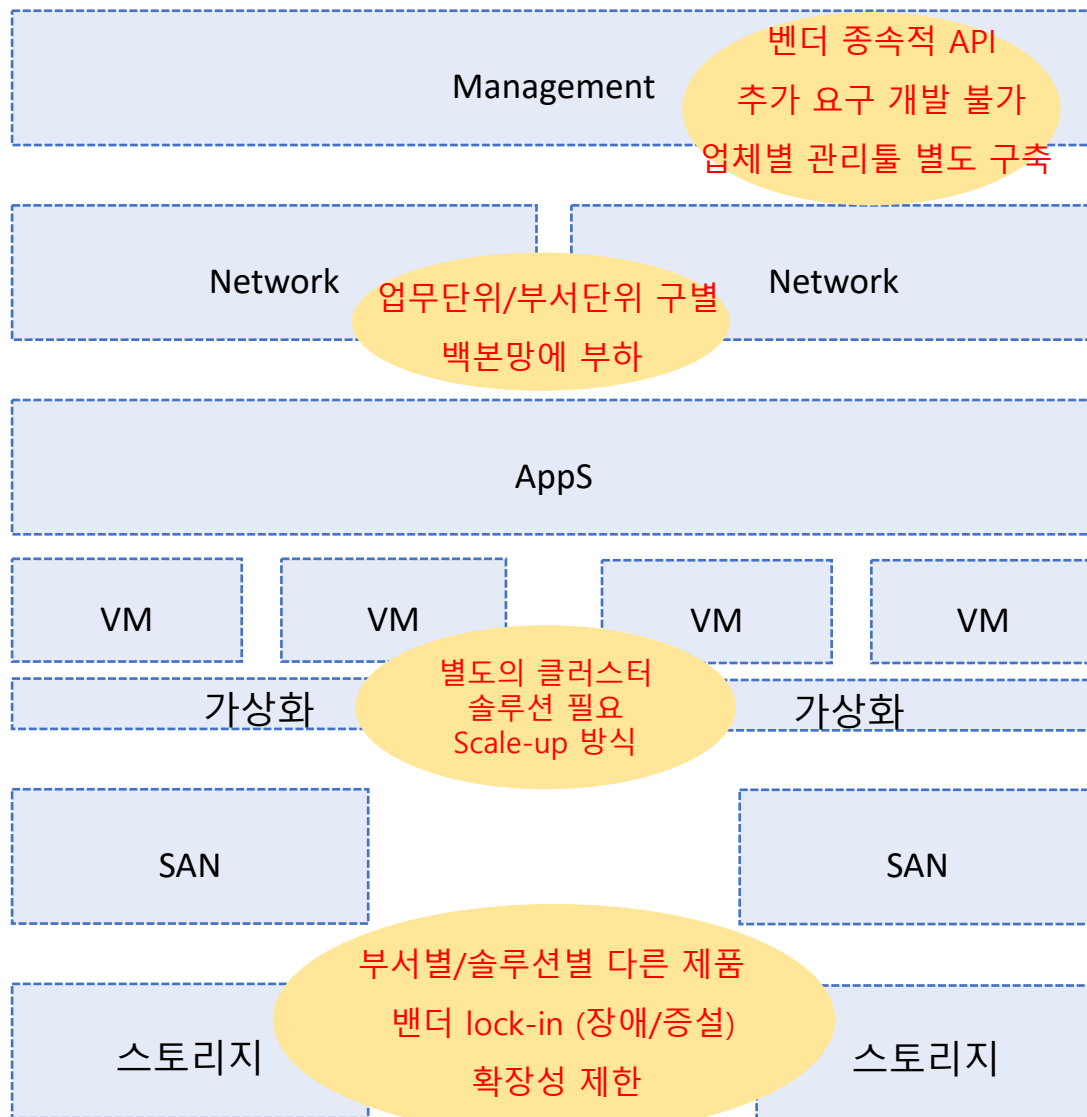 벤더 종속적 API
Management
추가 요구 개발 불가
업체별 관리툴 별도 구축
Network
업무단위/부서단위 구별
백본망에 부하
Network
AppS
VM
VM
VM
VM
가상화
별도의 클러스터
솔루션 필요
Scale-up 방식
가상화
SAN
SAN
부서별/솔루션별 다른 제품
밴더 lock-in (장애/증설)
확장성 제한
스토리지
스토리지